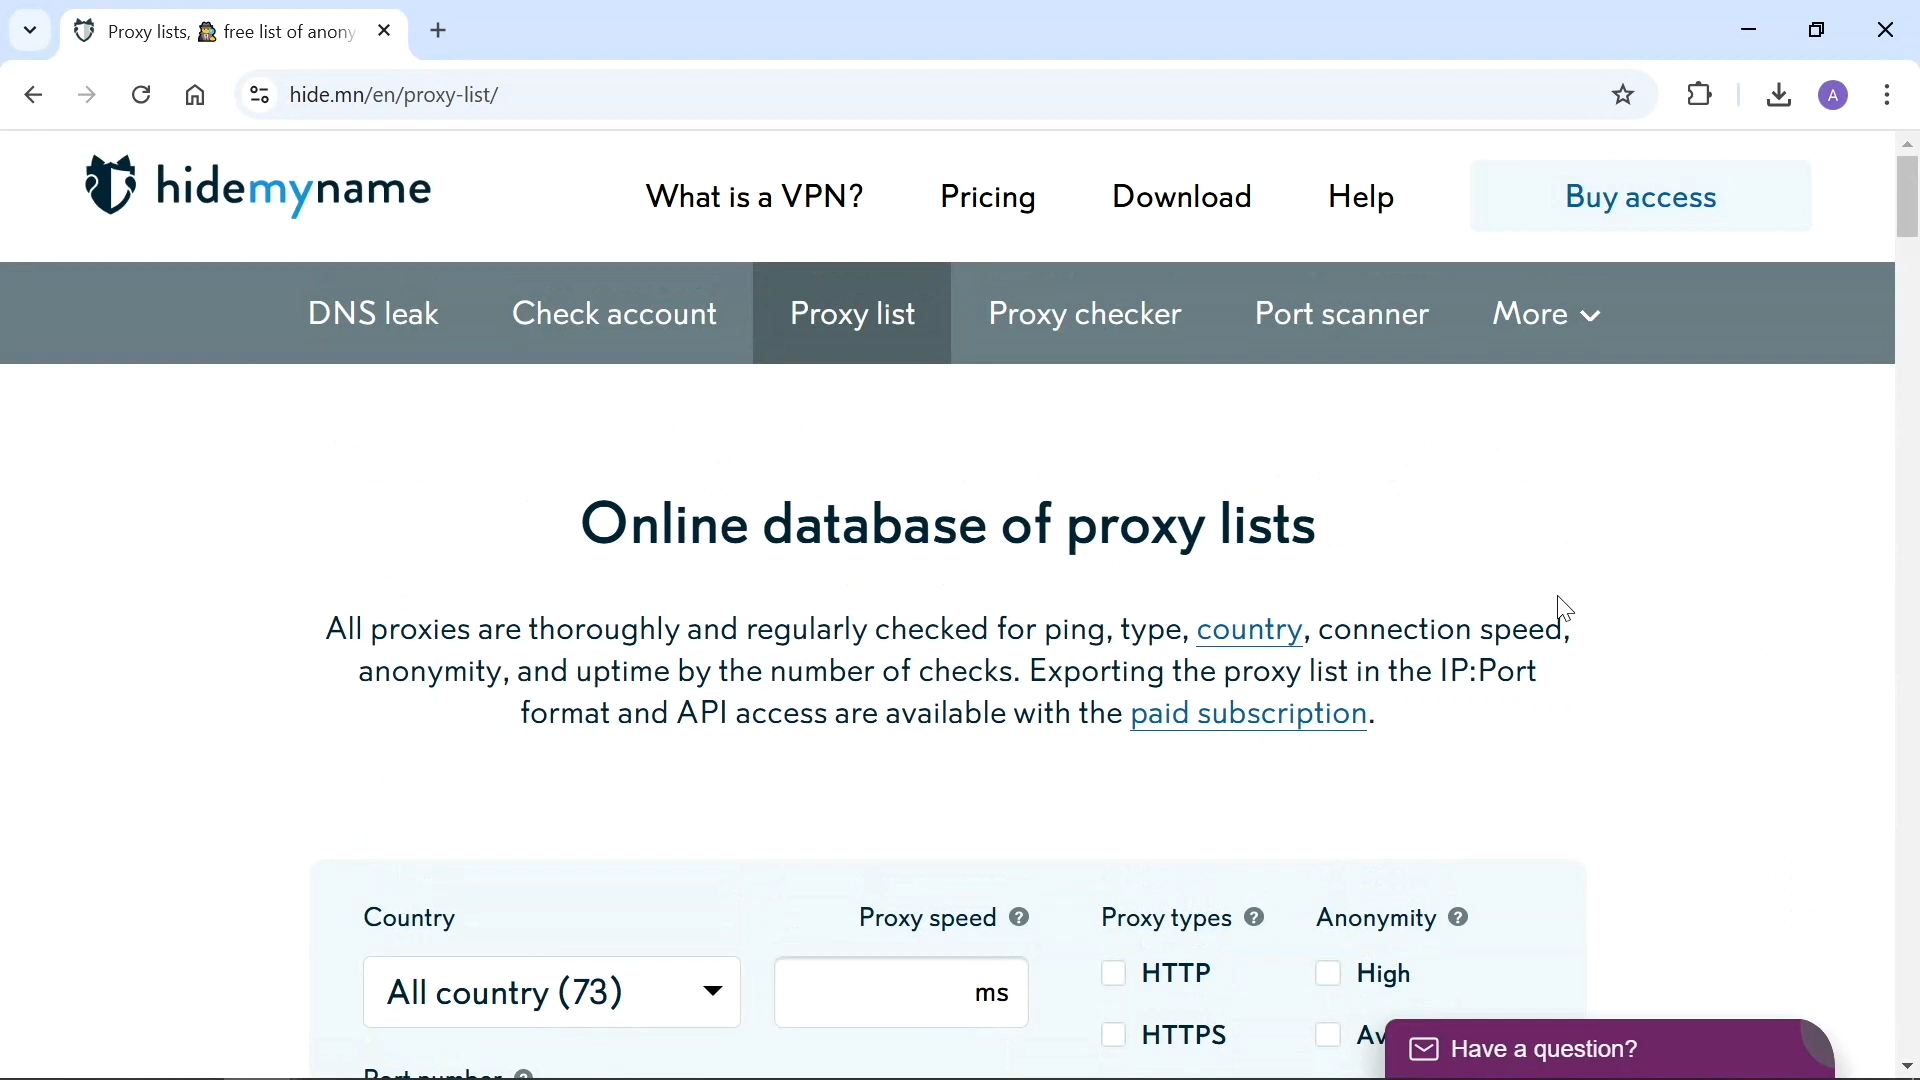 Proxy lists, free list of anony
hide.mn/en/proxy-list/
A
hidemyname
What is a VPN?
Pricing
Download
Help
Buy access
DNS leak
Check account
Proxy list
Proxy checker
Port scanner
More
Online database of proxy lists
All proxies are thoroughly and regularly checked for ping, type, country, connection speed,
anonymity, and uptime by the number of checks. Exporting the proxy list in the IP:Port
format and API access are available with the paid subscription.
Country
Proxy speed ?
Proxy types ?
Anonymity ?
All country (73)
ms
HTTP
High
HTTPS
Av
Have a question?
Port number ?